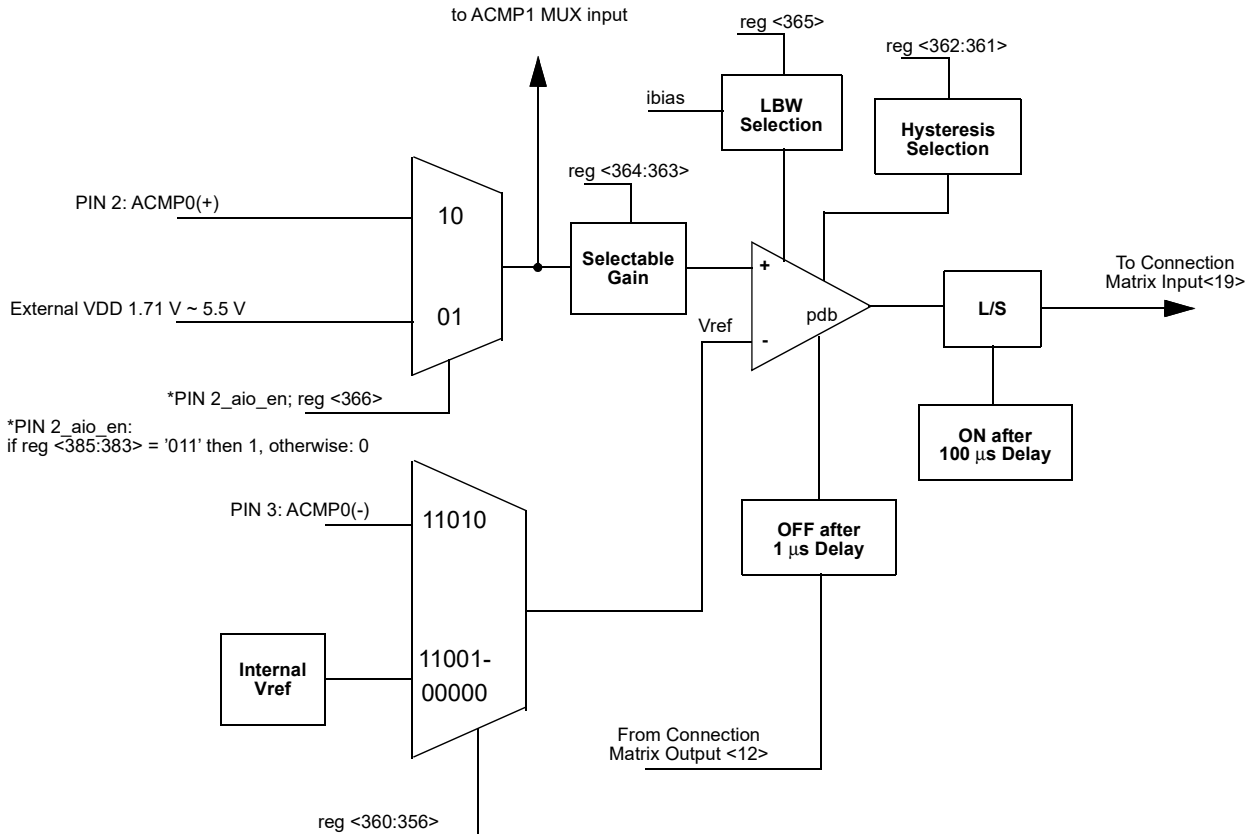 to ACMP1 MUX input
reg <365>
reg <362:361>
ibias
LBW
Selection
Hysteresis
Selection
reg <364:363>
PIN 2: ACMP0(+)
10
Selectable
Gain
+
To Connection
Matrix Input<19>
External VDD 1.71 V ~ 5.5 V
01
Vref
pdb
-
L/S
*PIN 2_aio_en; reg <366>
*PIN 2_aio_en:
if reg <385:383> = '011' then 1, otherwise: 0
ON after
100 μs Delay
PIN 3: ACMP0(-)
11010
OFF after
1 μs Delay
Internal
Vref
11001-
00000
From Connection
Matrix Output <12>
reg <360:356>